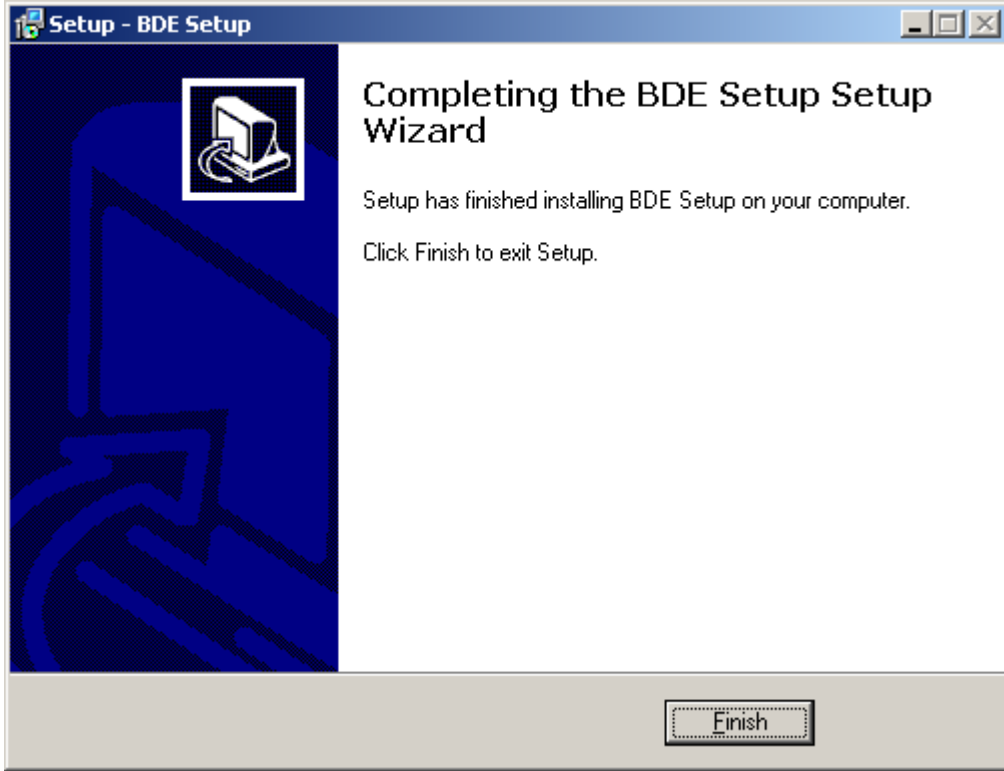 Setup - BDE Setup
Completing the BDE Setup Setup
Wizard
Setup has finished installing BDE Setup on your computer.
Click Finish to exit Setup.
Finish